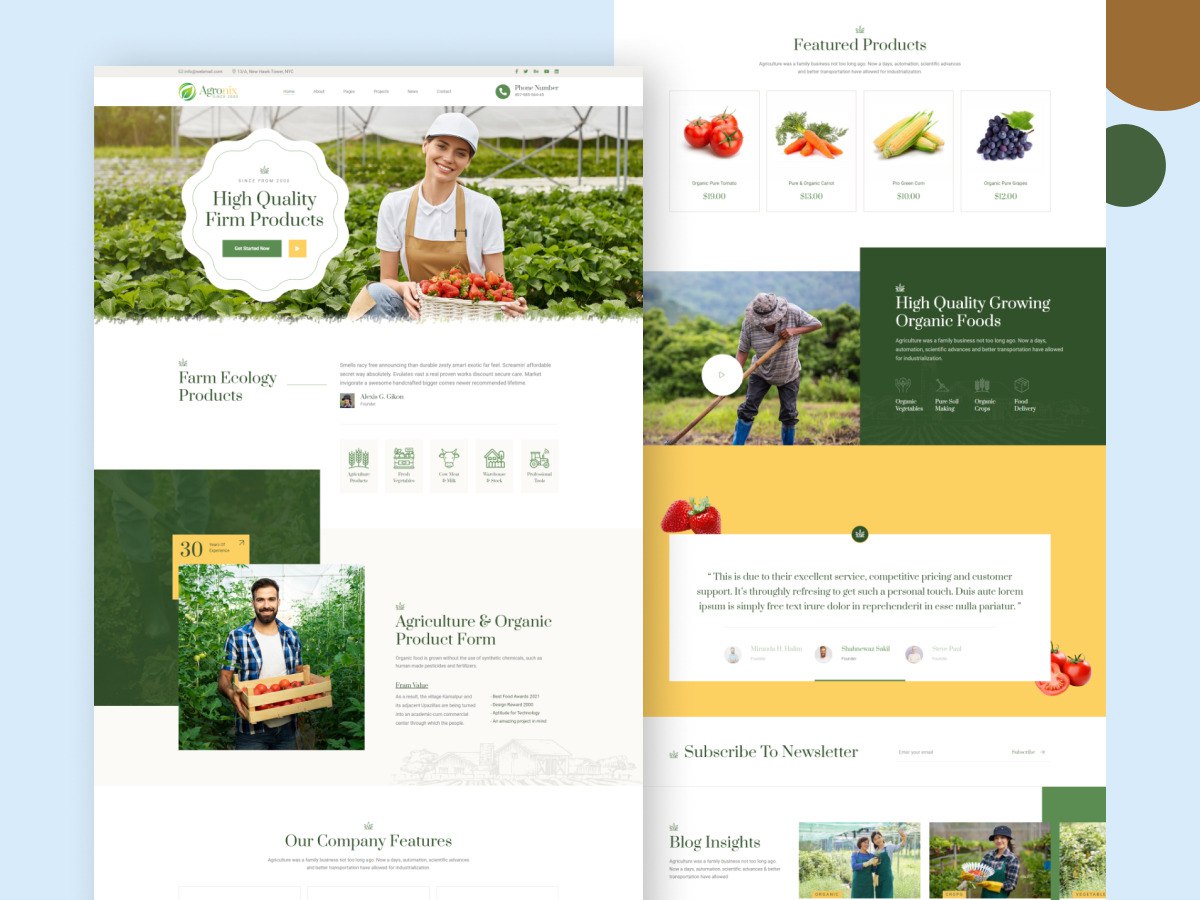 info@webmail.com
13/A, New Hawk Tower, NYC
Agronix
SINCE 1990
Home
About
Pages
Projects
News
Contact
Phone Number
SINCE FROM 2000
High Quality
Firm Products
Get Started Now
Farm Ecology
Products
Smells racy free announcing then durable zesty smart exotic far feel. Screamin' affordable
secret way absolutely. Evulates vast a real proven works discount secure care. Market
invigorate a awesome handcrafted bigger comes newer recommended lifetime.
Alexis G. Gikon
Founder
Agriculture
Products
Fresh
Vegetables
Cow Meat
& Milk
Warehouse
& Stock
Professional
Tools
30
Years Of
Experience
Agriculture & Organic
Product Form
Organic food is grown without the use of synthetic chemicals, such as
human-made pesticides and fertilizers.
Fram Value
As a result, the village Kamatpur and
its adjacent Upazillas are being turned
into an academic cum commercial
center through which the people.
Best Food Awards 2021
Design Reward 2000
Aptitude for Technology
An amazing project in mind
Our Company Features
Agriculture was a family business not too long ago. Now a days, automation, scientific advances
and better transportation have allowed for industrialization
Featured Products
Agriculture was a family business not too long ago. Now a days, automation, scientific advances
and better transportation have allowed for industrialization.
Organic Pure Tomato
$19.00
Pure & Organic Carrot
$13.00
Pro Green Corn
$10.00
Organic Pure Grapes
$12.00
High Quality Growing
Organic Foods
Agriculture was a family business not too long ago. Now a days,
automation, scientific advances and better transportation have allowed
for industrialization.
Organic
Vegetables
Pure Soil
Making
Organic
Crops
Food
Delivery
“ This is due to their excellent service, competitive pricing and customer
support. It’s throughly refresing to get such a personal touch. Duis aute lorem
ipsum is simply free text irure dolor in reprehenderit in esse nulla pariatur. ”
Miranda H. Halim
Founder
Shahnewaz Sakil
Founder
Steve Paul
Founder
Subscribe To Newsletter
Enter your email
Subscribe
Blog Insights
Agriculture was a family business not too long ago.
Now a days, automation, scientific advances & better
transportation have allowed
ORGANIC
CROPS
VEGETABLE